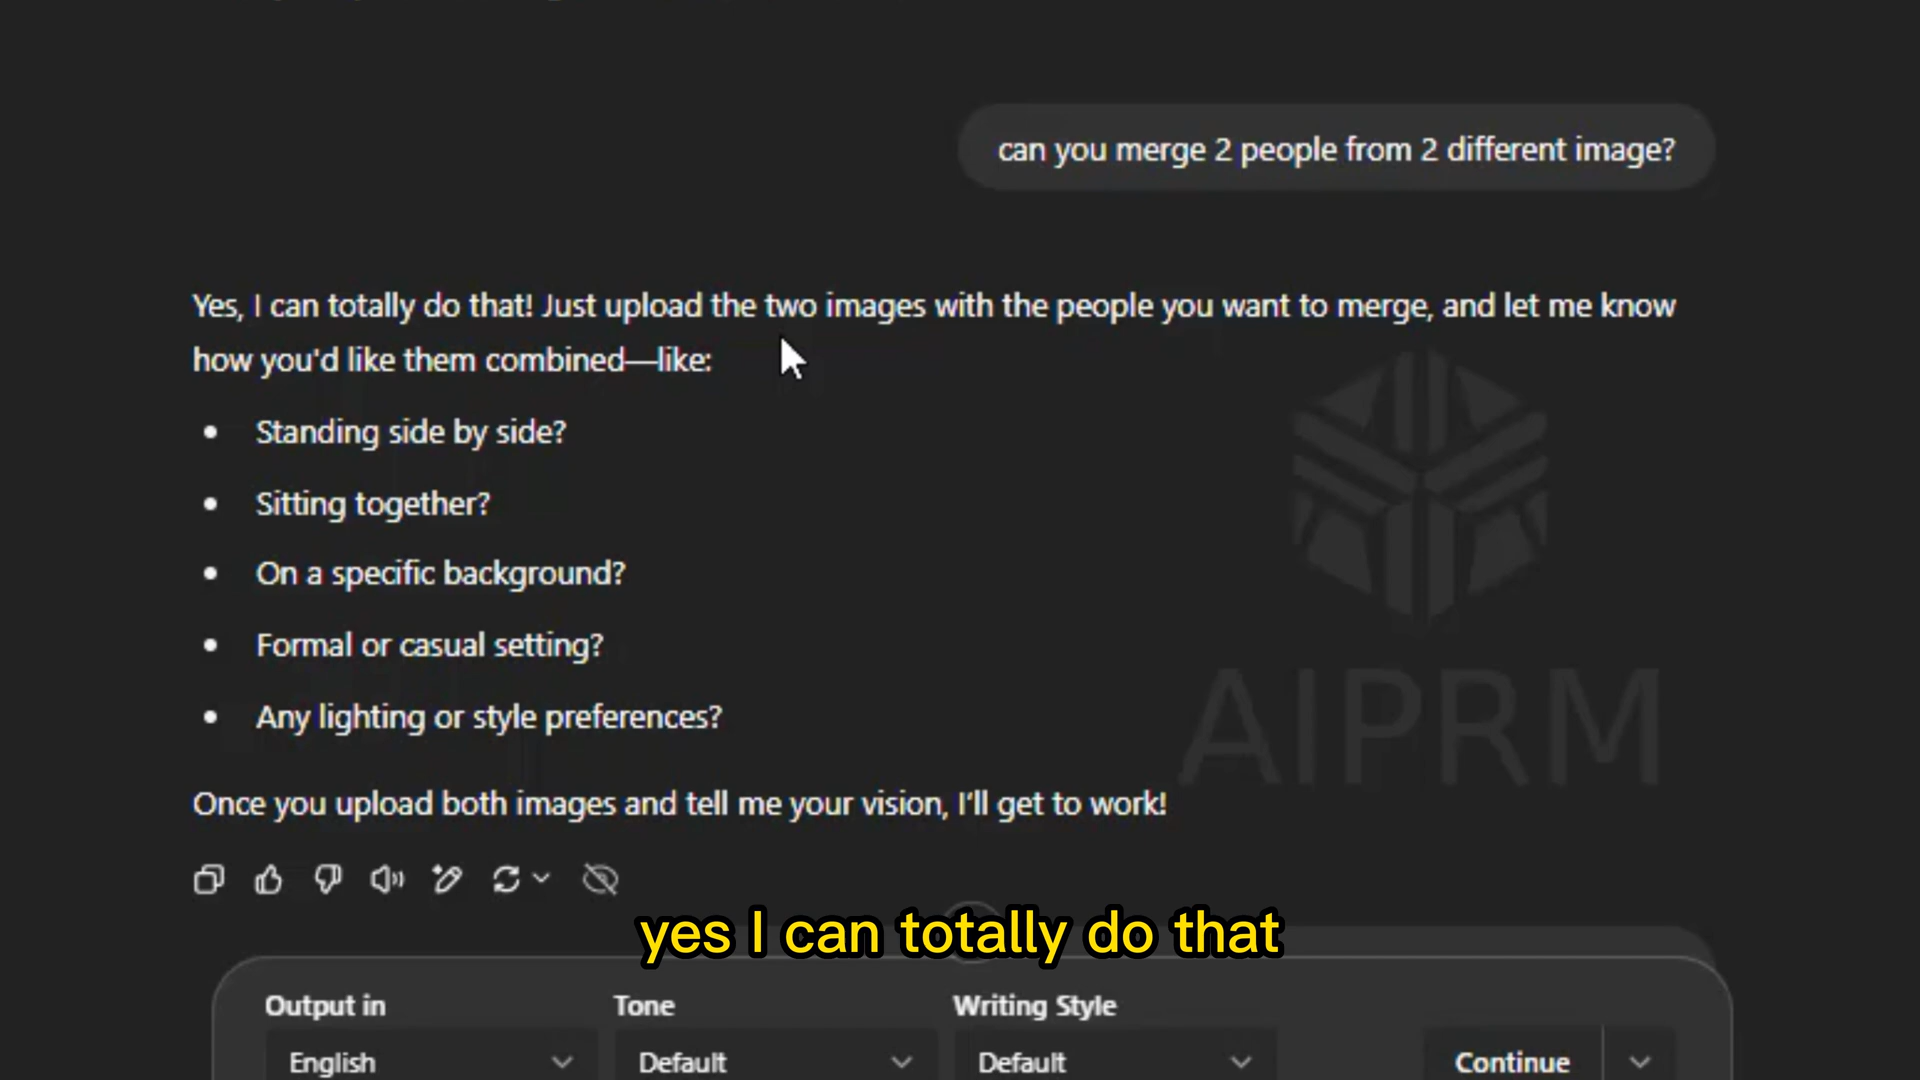 can you merge 2 people from 2 different image?
Yes, I can totally do that! Just upload the two images with the people you want to merge, and let me know
how you'd like them combined—like:
• Standing side by side?
• Sitting together?
• On a specific background?
• Formal or casual setting?
• Any lighting or style preferences?
AIPRM
Once you upload both images and tell me your vision, I'll get to work!
yes I can totally do that
Output in Tone Writing Style
English Default Default Continue